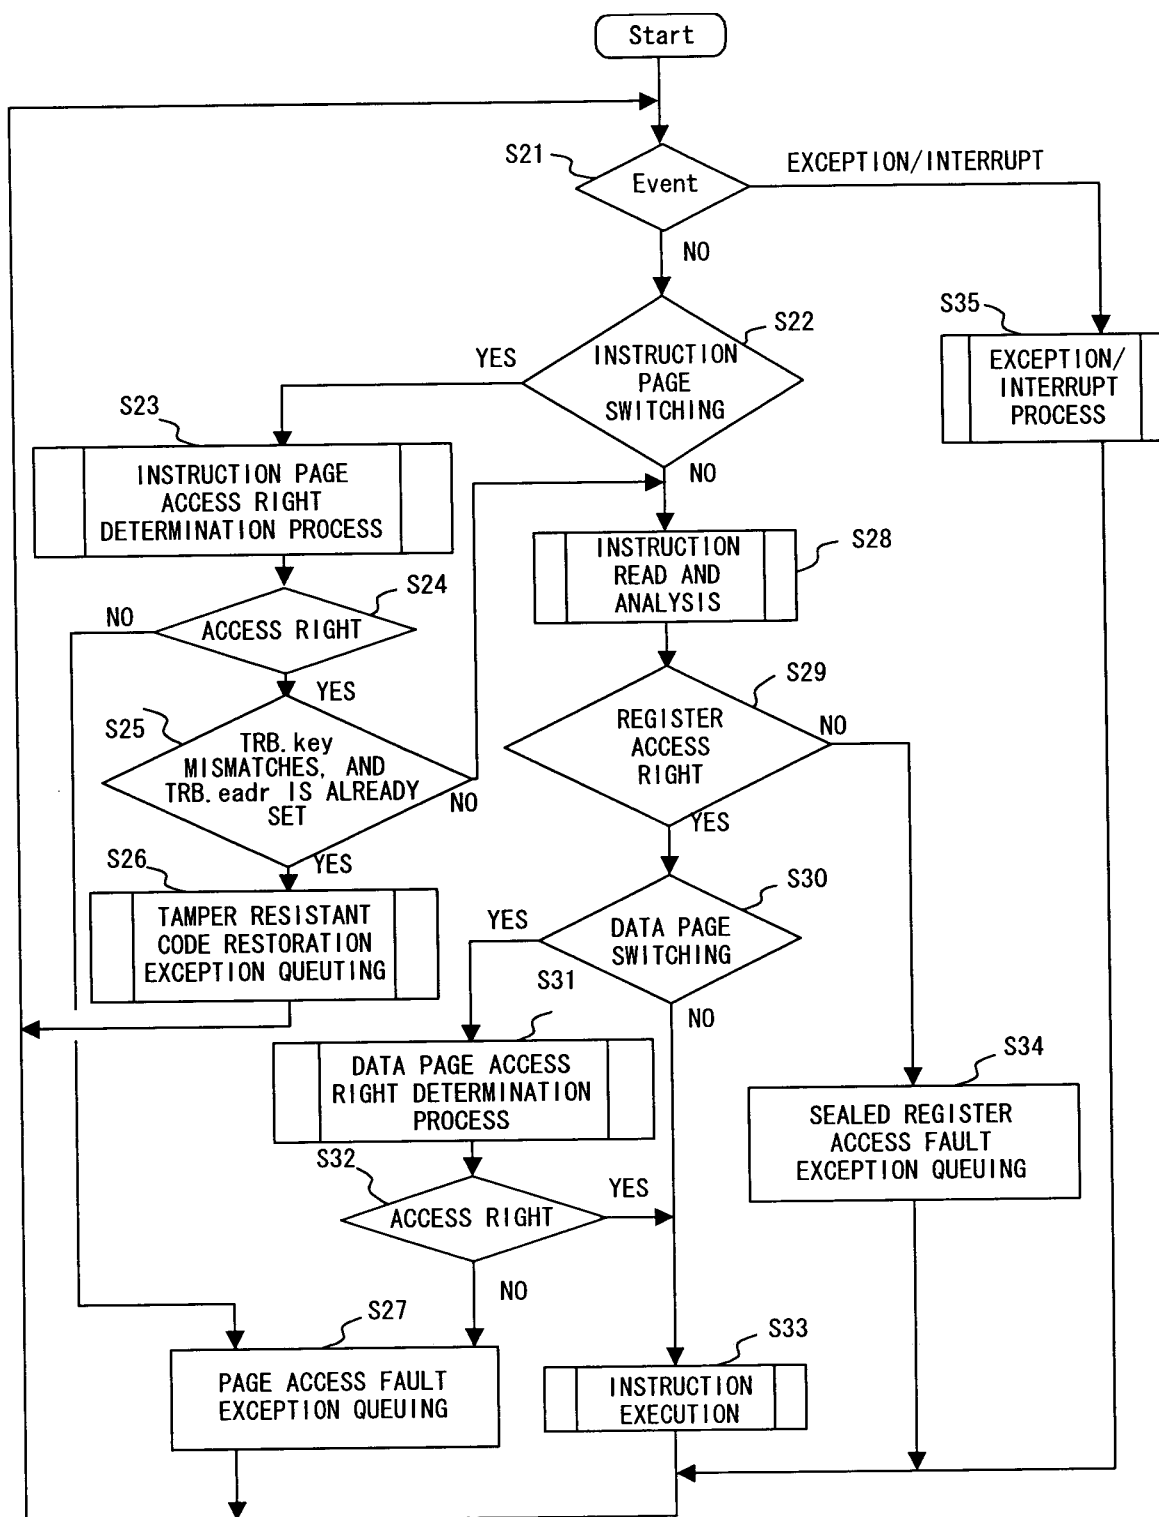 Start
S21
EXCEPTION/INTERRUPT
Event
NO
S22
S35
YES
INSTRUCTION
PAGE
SWITCHING
EXCEPTION/
INTERRUPT
PROCESS
S23
NO
INSTRUCTION PAGE
ACCESS RIGHT
DETERMINATION PROCESS
S28
INSTRUCTION
READ AND
ANALYSIS
S24
NO
ACCESS RIGHT
YES
S29
S25
TRB.key
MISMATCHES, AND
TRB.eadr IS ALREADY
SET
NO
REGISTER
ACCESS
RIGHT
NO
YES
YES
S26
S30
TAMPER RESISTANT
CODE RESTORATION
EXCEPTION QUEUTING
YES
DATA PAGE
SWITCHING
S31
NO
DATA PAGE ACCESS
RIGHT DETERMINATION
PROCESS
S34
SEALED REGISTER
ACCESS FAULT
EXCEPTION QUEUING
S32
YES
ACCESS RIGHT
NO
S27
S33
PAGE ACCESS FAULT
EXCEPTION QUEUING
INSTRUCTION
EXECUTION